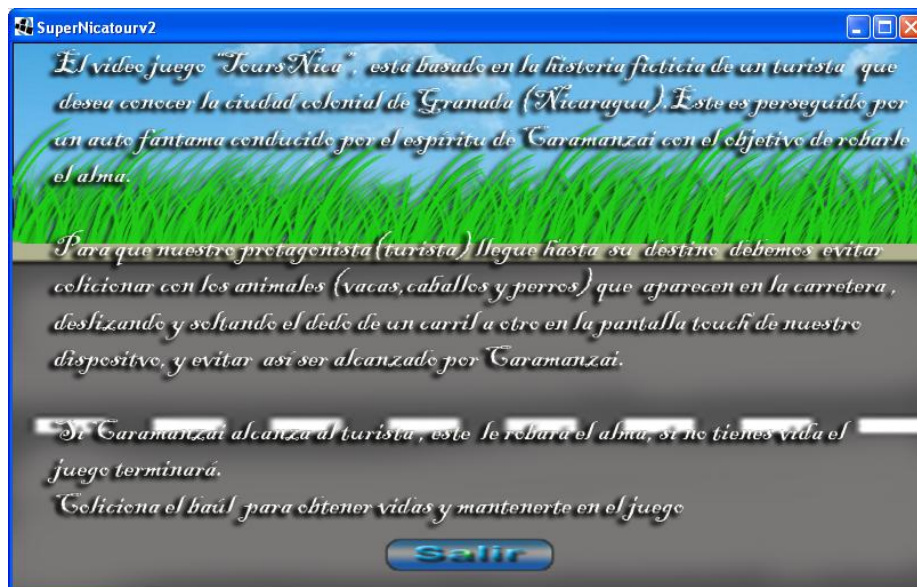 SuperNicatourv2
El video juego "ToursNica", está basado en la historia ficticia de un turista que
desea conocer la ciudad colonial de Granada (Nicaragua). Este es perseguido por
un auto fantama conducido por el espíritu de Caramanzai con el objetivo de robarle
el alma.
Para que nuestro protagonista (turista) llegue hasta su destino debemos evitar
colicionar con los animales (vacas,caballos y perros) que aparecen en la carretera ,
deslizando y soltando el dedo de un carril a otro en la pantalla touch de nuestro
dispositvo, y evitar así ser alcanzado por Caramanzai.
Si Caramanzai alcanza al turista , este le robará el alma, si no tienes vida el
juego terminará.
Coliciona el baúl para obtener vidas y mantenerte en el juego
Salir